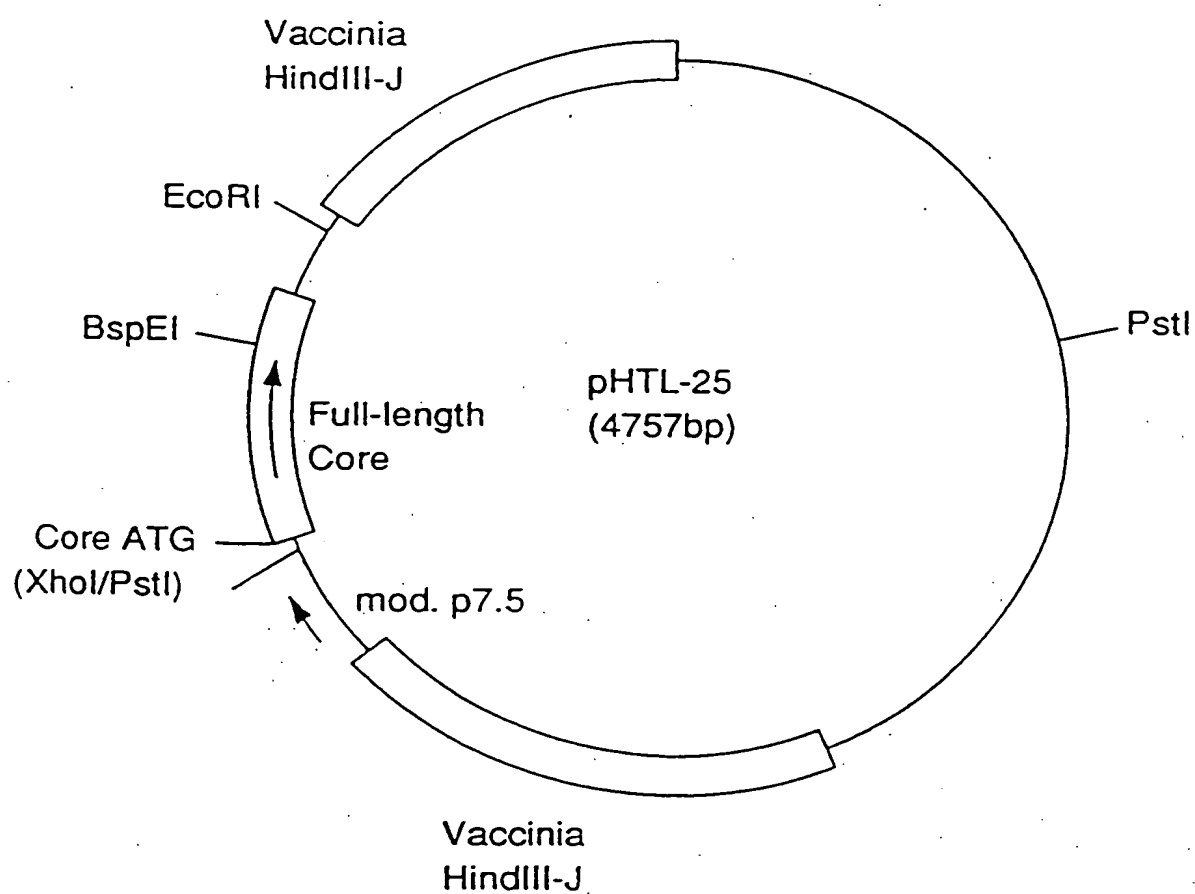 Vaccinia
HindIII-J
EcoRI
BspEI
PstI
pHTL-25
(4757bp)
Full-length
Core
Core ATG
(XhoI/PstI)
mod. p7.5
Vaccinia
HindIII-J